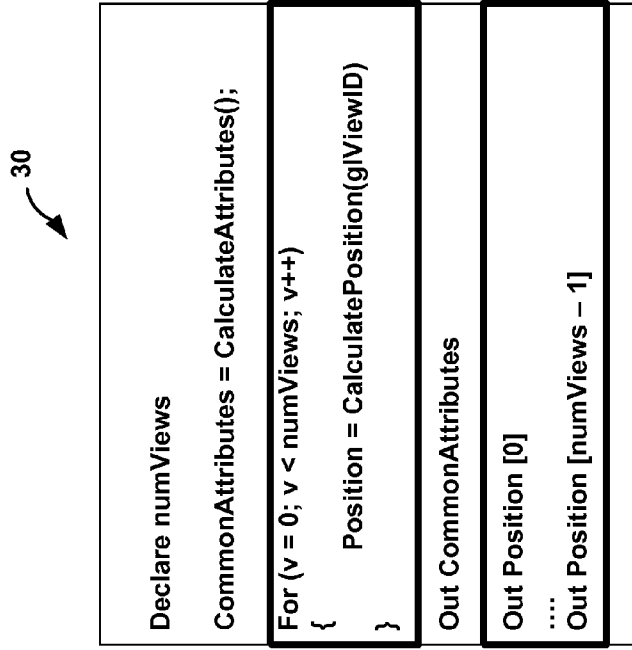 30
Declare numViews
CommonAttributes = CalculateAttributes();
For (v = 0; v < numViews; v++)
{
Position = CalculatePosition(glViewID)
}
Out CommonAttributes
Out Position [0]
....
Out Position [numViews – 1]